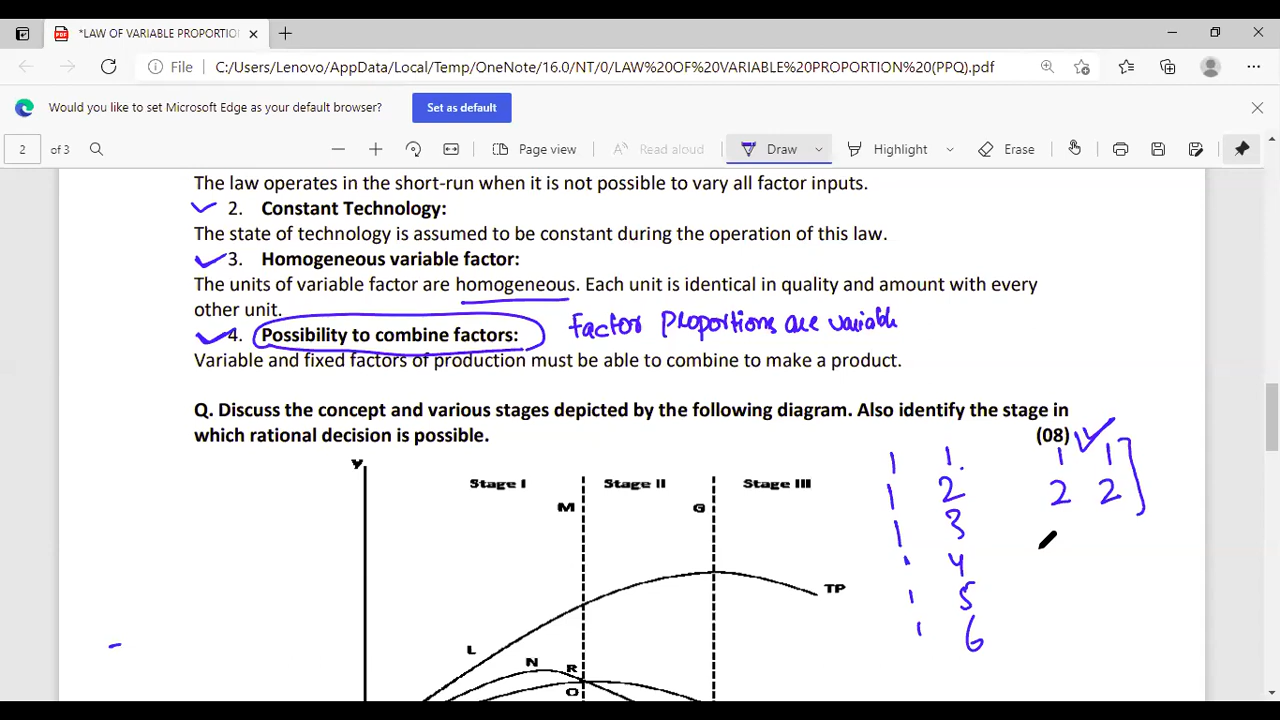 *LAW OF VARIABLE PROPORTION
File C:/Users/Lenovo/AppData/Local/Temp/OneNote/16.0/NT/0/LAW%20OF%20VARIABLE%20PROPORTION%20(PPQ).pdf
Would you like to set Microsoft Edge as your default browser? Set as default
2 of 3 Page view Read aloud Draw Highlight Erase
The law operates in the short-run when it is not possible to vary all factor inputs.
2. Constant Technology:
The state of technology is assumed to be constant during the operation of this law.
3. Homogeneous variable factor:
The units of variable factor are homogeneous. Each unit is identical in quality and amount with every
other unit.
4. Possibility to combine factors: Factor Proportions are variable
Variable and fixed factors of production must be able to combine to make a product.
Q. Discuss the concept and various stages depicted by the following diagram. Also identify the stage in
which rational decision is possible. (08)
1 1. 1 1
1 2 2 2
1 3
1 4
1 5
1 6
Y
Stage I Stage II Stage III
M G
TP
L
N R
O